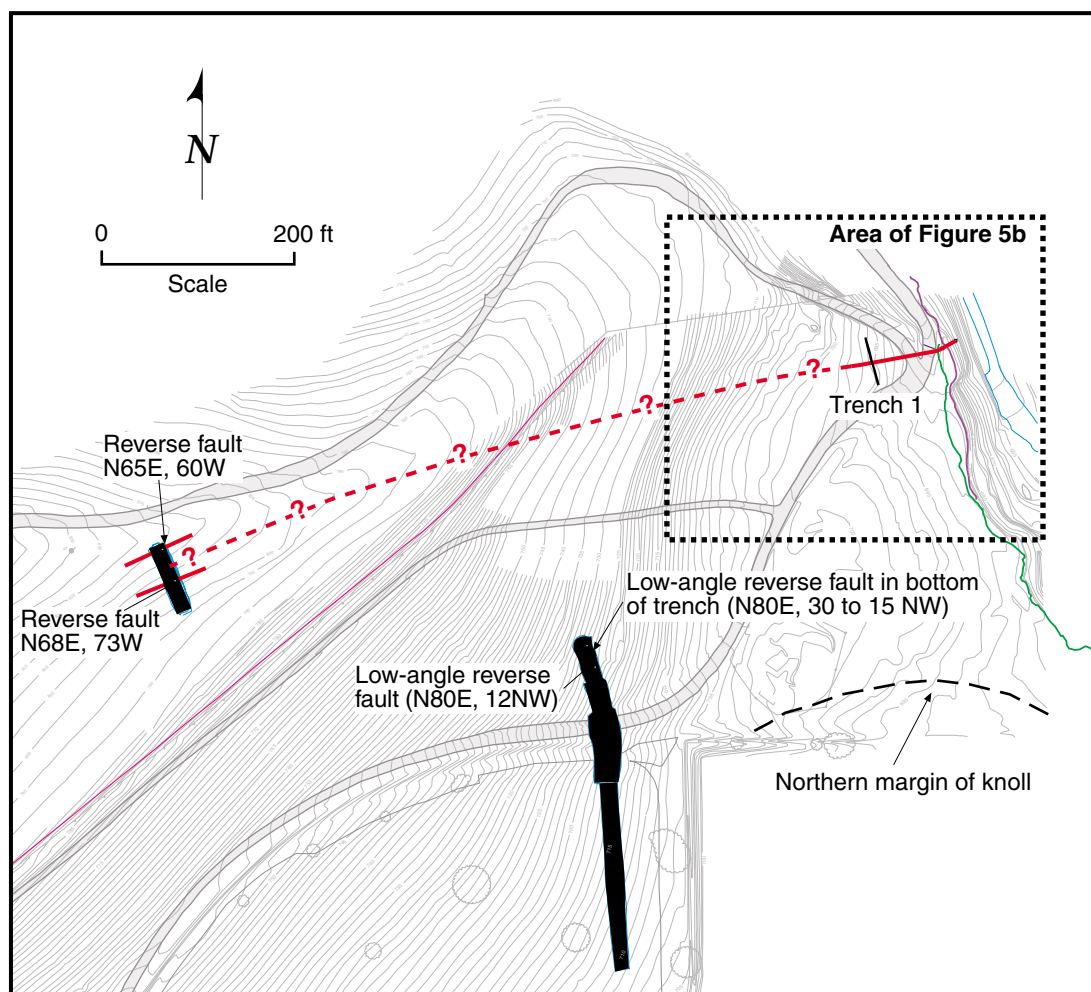 N
0
200 ft
Scale
Area of Figure 5b
?
?
?
?
?
Trench 1
Reverse fault
N65E, 60W
Reverse fault
N68E, 73W
Low-angle reverse fault in bottom
of trench (N80E, 30 to 15 NW)
Low-angle reverse
fault (N80E, 12NW)
Northern margin of knoll